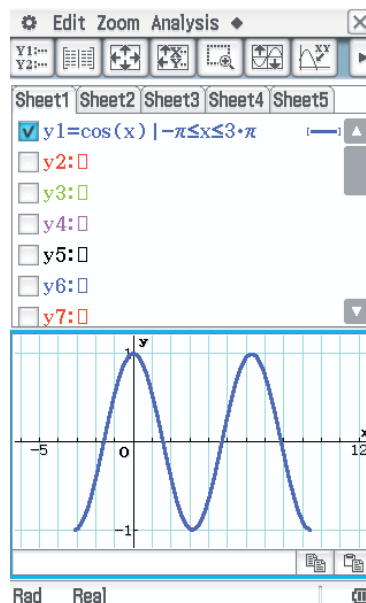 Edit Zoom Analysis ◆
Y1:… Y2:…
XY
Sheet1 Sheet2 Sheet3 Sheet4 Sheet5
y1=cos(x)|-π≤x≤3·π
y2:▯
y3:▯
y4:▯
y5:▯
y6:▯
y7:▯
y
1
x
-5 0 12
-1
Rad Real